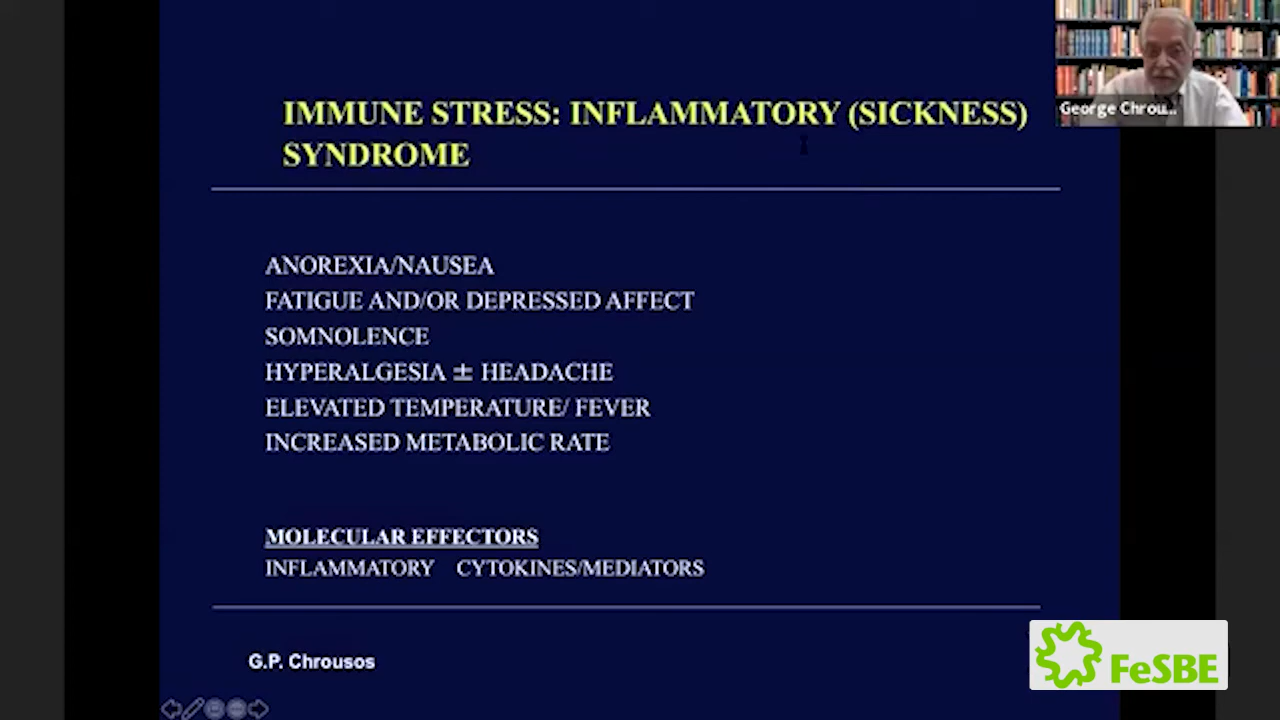 IMMUNE STRESS: INFLAMMATORY (SICKNESS)
SYNDROME
George Chrou...
ANOREXIA/NAUSEA
FATIGUE AND/OR DEPRESSED AFFECT
SOMNOLENCE
HYPERALGESIA ± HEADACHE
ELEVATED TEMPERATURE/ FEVER
INCREASED METABOLIC RATE
MOLECULAR EFFECTORS
INFLAMMATORY CYTOKINES/MEDIATORS
G.P. Chrousos
FeSBE